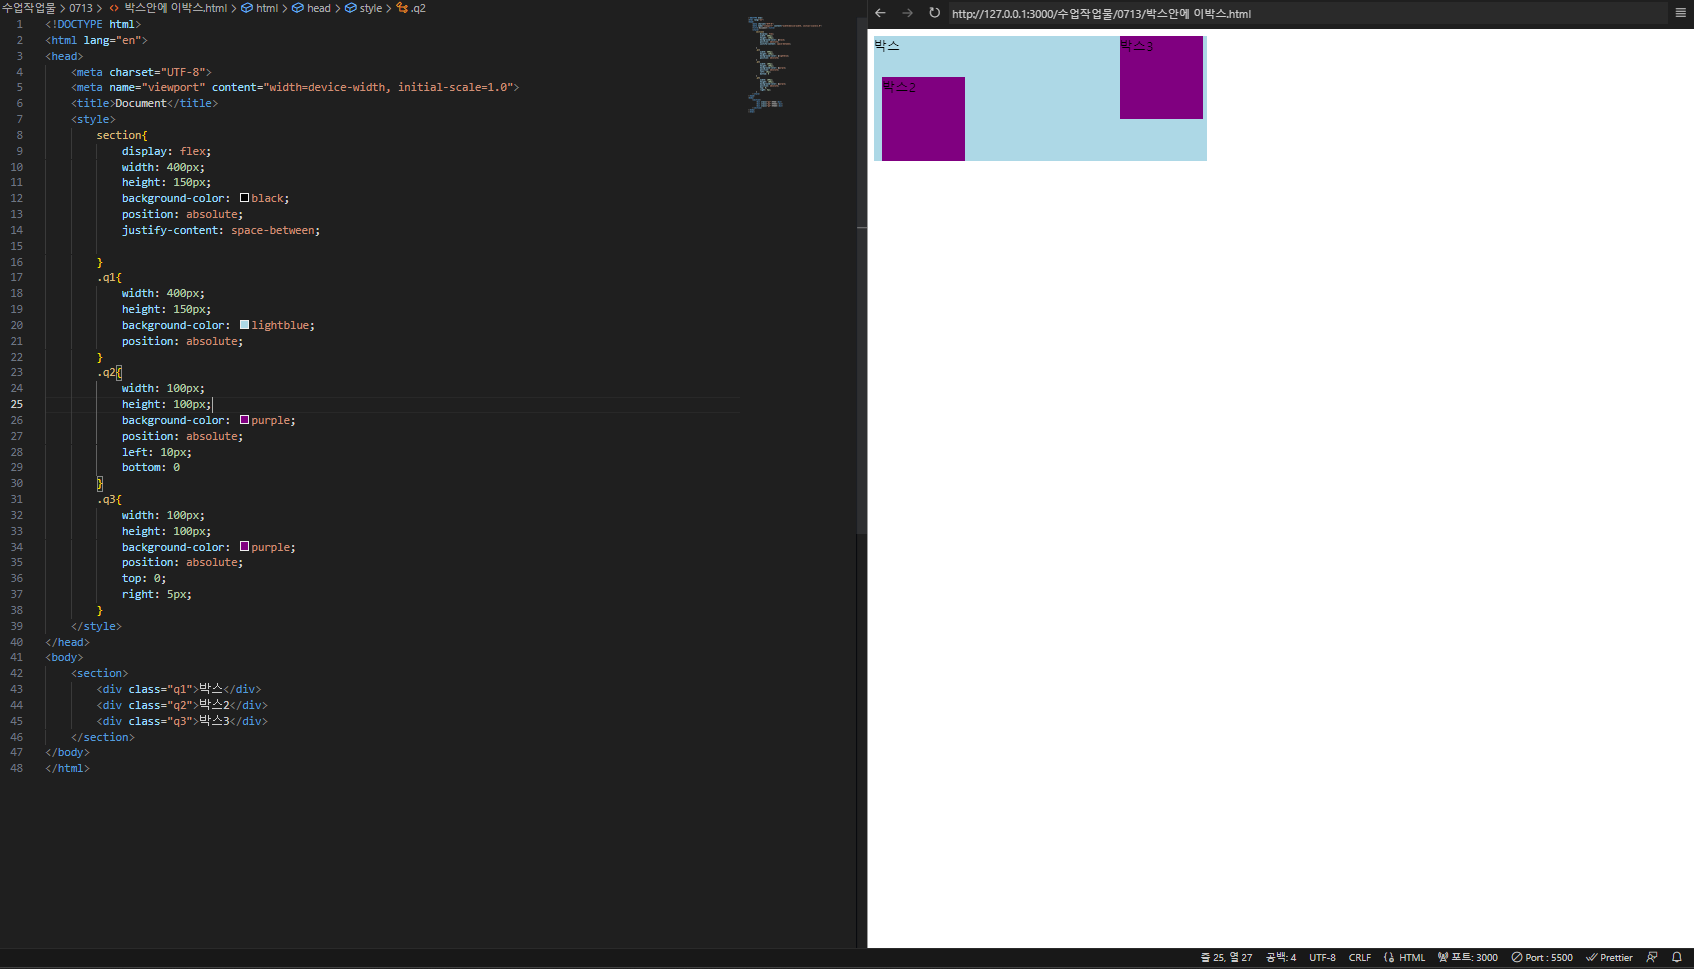 수업작업물 > 0713 > <> 박스안에 이박스.html > html > head > style > .q2
1 <!DOCTYPE html>
2 <html lang="en">
3 <head>
4 <meta charset="UTF-8">
5 <meta name="viewport" content="width=device-width, initial-scale=1.0">
6 <title>Document</title>
7 <style>
8 section{
9 display: flex;
10 width: 400px;
11 height: 150px;
12 background-color: black;
13 position: absolute;
14 justify-content: space-between;
15
16 }
17 .q1{
18 width: 400px;
19 height: 150px;
20 background-color: lightblue;
21 position: absolute;
22 }
23 .q2{
24 width: 100px;
25 height: 100px;
26 background-color: purple;
27 position: absolute;
28 left: 10px;
29 bottom: 0
30 }
31 .q3{
32 width: 100px;
33 height: 100px;
34 background-color: purple;
35 position: absolute;
36 top: 0;
37 right: 5px;
38 }
39 </style>
40 </head>
41 <body>
42 <section>
43 <div class="q1">박스</div>
44 <div class="q2">박스2</div>
45 <div class="q3">박스3</div>
46 </section>
47 </body>
48 </html>
http://127.0.0.1:3000/수업작업물/0713/박스안에 이박스.html
박스
박스3
박스2
줄 25, 열 27 공백: 4 UTF-8 CRLF HTML 포트: 3000 Port : 5500 Prettier